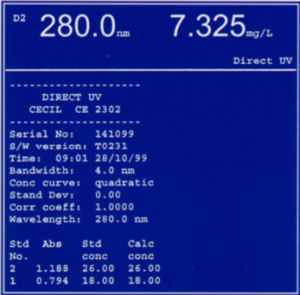 D2 280.0nm 7.325mg/L
Direct UV
--------------------
DIRECT UV
CECIL CE 2302
--------------------
Serial No: 141099
S/W version: T0231
Time: 09:01 28/10/99
Bandwidth: 4.0 nm
Conc curve: quadratic
Stand Dev: 0.00
Corr coeff: 1.0000
Wavelength: 280.0 nm
Std Abs Std Calc
No. conc conc
2 1.188 26.00 26.00
1 0.794 18.00 18.00